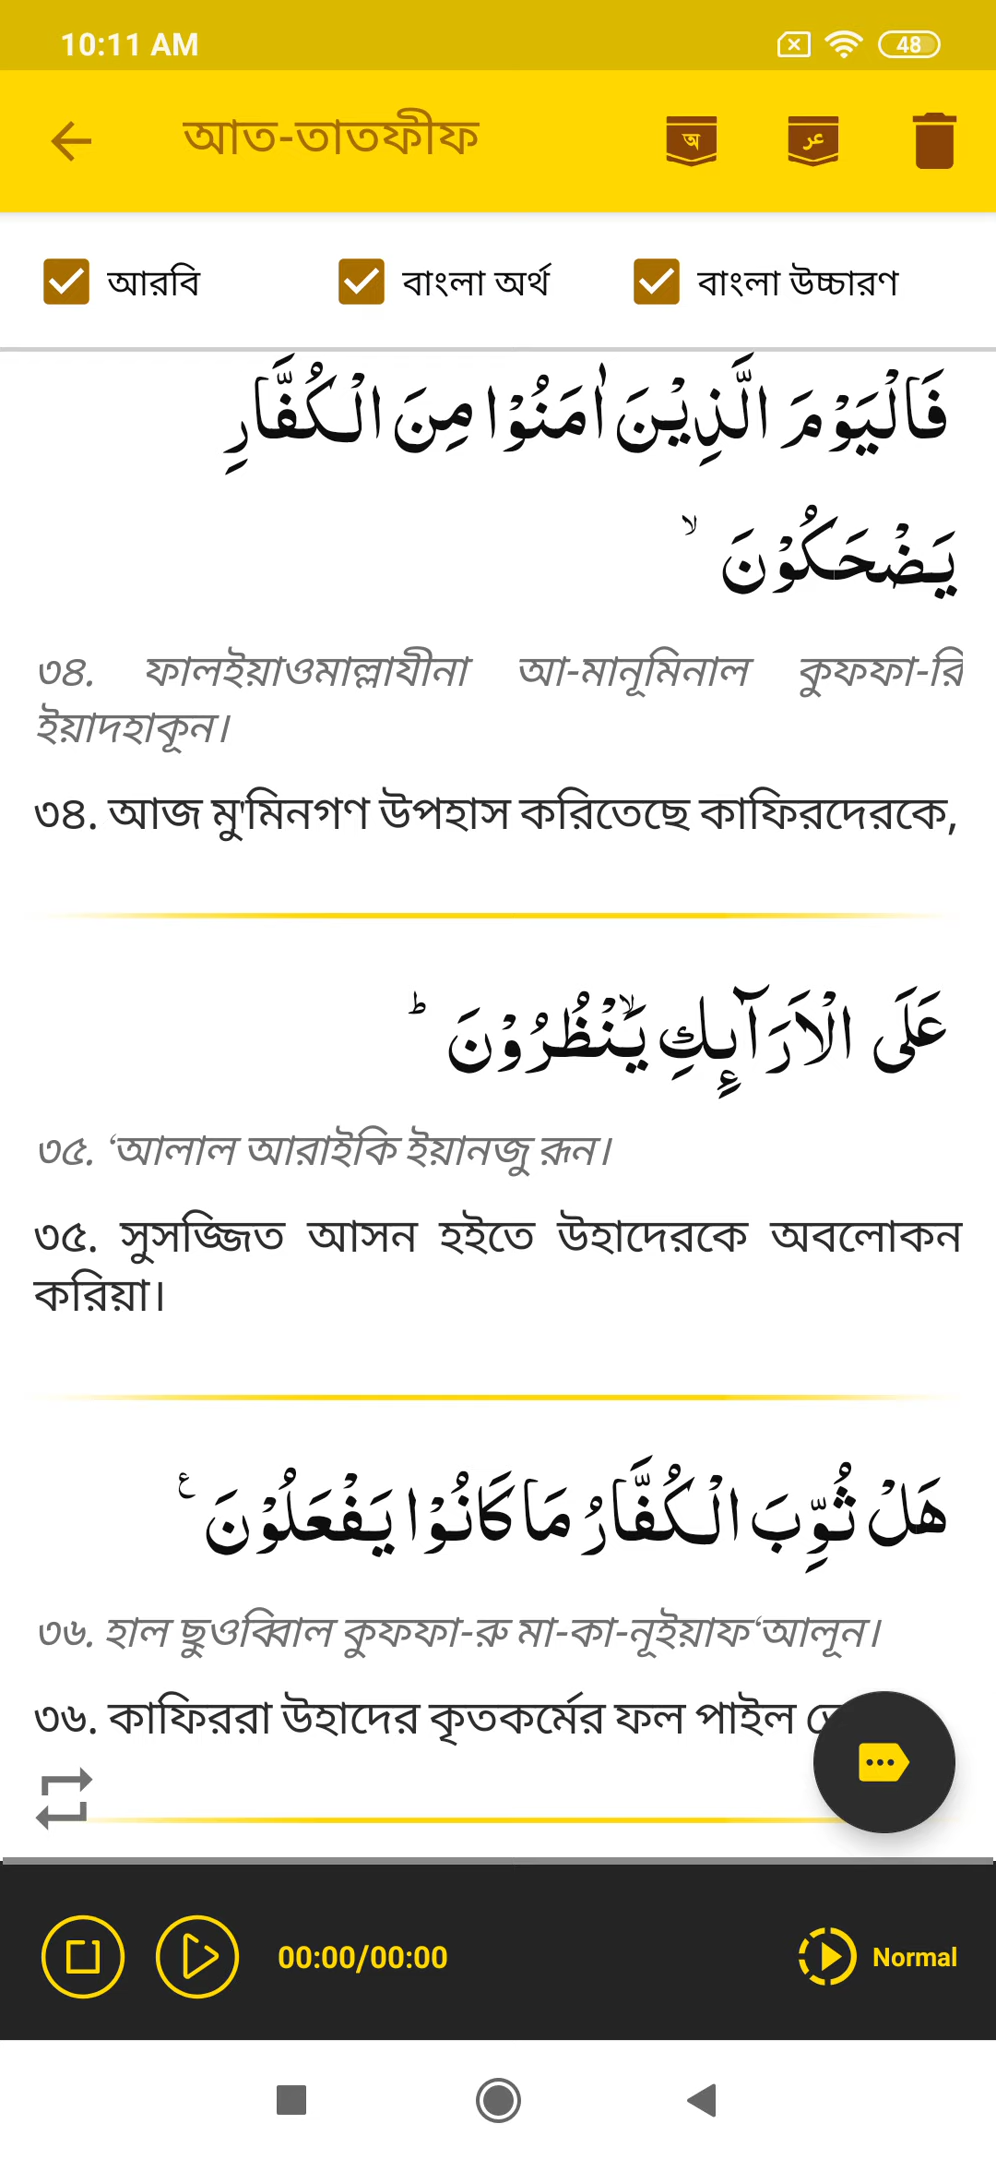 10:11 AM
48
আত-তাতফীফ
অ
عر
আরবি
বাংলা অর্থ
বাংলা উচ্চারণ
فَالْيَوْمَ الَّذِيْنَ اٰمَنُوْا مِنَ الْكُفَّارِ
يَضْحَكُوْنَ ۙ
৩৪. ফালইয়াওমাল্লাযীনা আ-মানূমিনাল কুফফা-রি
ইয়াদহাকূন।
৩৪. আজ মু'মিনগণ উপহাস করিতেছে কাফিরদেরকে,
عَلَى الْاَرَآىِٕكِ ۙ يَنْظُرُوْنَ ؕ
৩৫. ‘আলাল আরাইকি ইয়ানজু রূন।
৩৫. সুসজ্জিত আসন হইতে উহাদেরকে অবলোকন
করিয়া।
هَلْ ثُوِّبَ الْكُفَّارُ مَا كَانُوْا يَفْعَلُوْنَ ۧ
৩৬. হাল ছুওব্বিাল কুফফা-রু মা-কা-নূইয়াফ‘আলূন।
৩৬. কাফিররা উহাদের কৃতকর্মের ফল পাইল
00:00/00:00
Normal